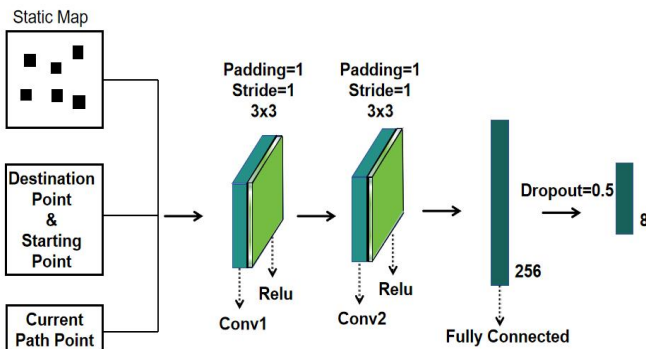 Static Map
Destination
Point
&
Starting
Point
Current
Path Point
Padding=1
Stride=1
3x3
Conv1
Relu
Padding=1
Stride=1
3x3
Conv2
Relu
256
Fully Connected
Dropout=0.5
8